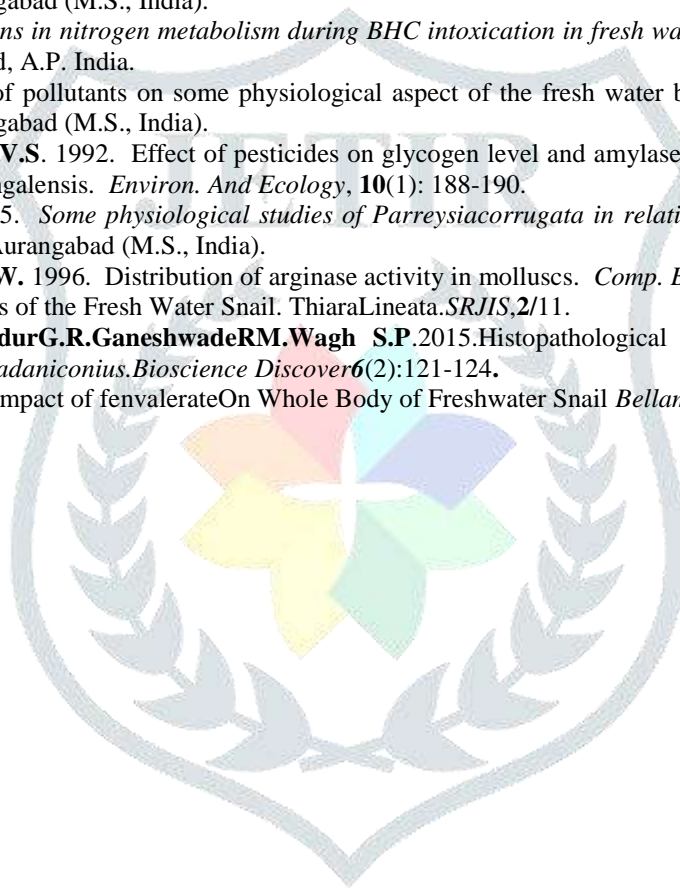 gabad (M.S., India).
ns in nitrogen metabolism during BHC intoxication in fresh wa
d, A.P. India.
of pollutants on some physiological aspect of the fresh water b
gabad (M.S., India).
V.S. 1992. Effect of pesticides on glycogen level and amylase
ngalensis. Environ. And Ecology, 10(1): 188-190.
5. Some physiological studies of Parreysiacorrugata in relati
Aurangabad (M.S., India).
W. 1996. Distribution of arginase activity in molluscs. Comp. B
s of the Fresh Water Snail. ThiaraLineata.SRJIS,2/11.
durG.R.GaneshwadeRM.Wagh S.P.2015.Histopathological
adaniconius.Bioscience Discover6(2):121-124.
mpact of fenvalerateOn Whole Body of Freshwater Snail Bellan
JETIR